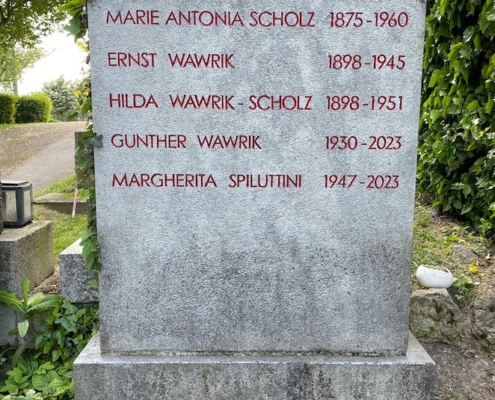 MARIE ANTONIA SCHOLZ 1875-1960
ERNST WAWRIK 1898-1945
HILDA WAWRIK-SCHOLZ 1898-1951
GUNTHER WAWRIK 1930-2023
MARGHERITA SPILUTTINI 1947-2023